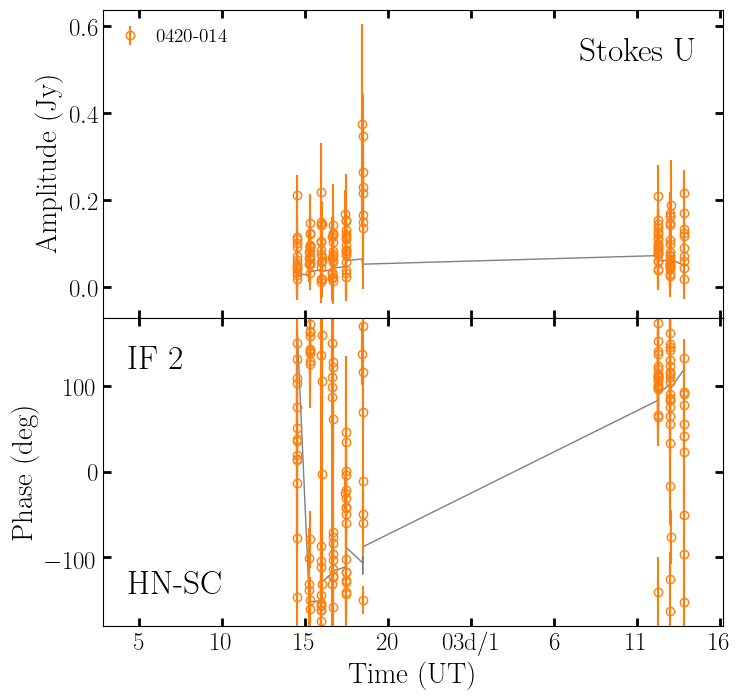 0.6
0420-014
Stokes U
0.4
0.2
0.0
Amplitude (Jy)
IF 2
100
0
−100
Phase (deg)
HN-SC
5 10 15 20 03d/1 6 11 16
Time (UT)